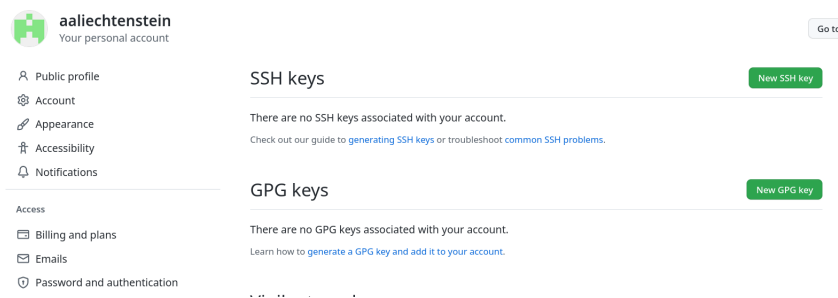 aaliechtenstein
Your personal account
Go to
Public profile
Account
Appearance
Accessibility
Notifications
Access
Billing and plans
Emails
Password and authentication
SSH keys
New SSH key
There are no SSH keys associated with your account.
Check out our guide to generating SSH keys or troubleshoot common SSH problems.
GPG keys
New GPG key
There are no GPG keys associated with your account.
Learn how to generate a GPG key and add it to your account.